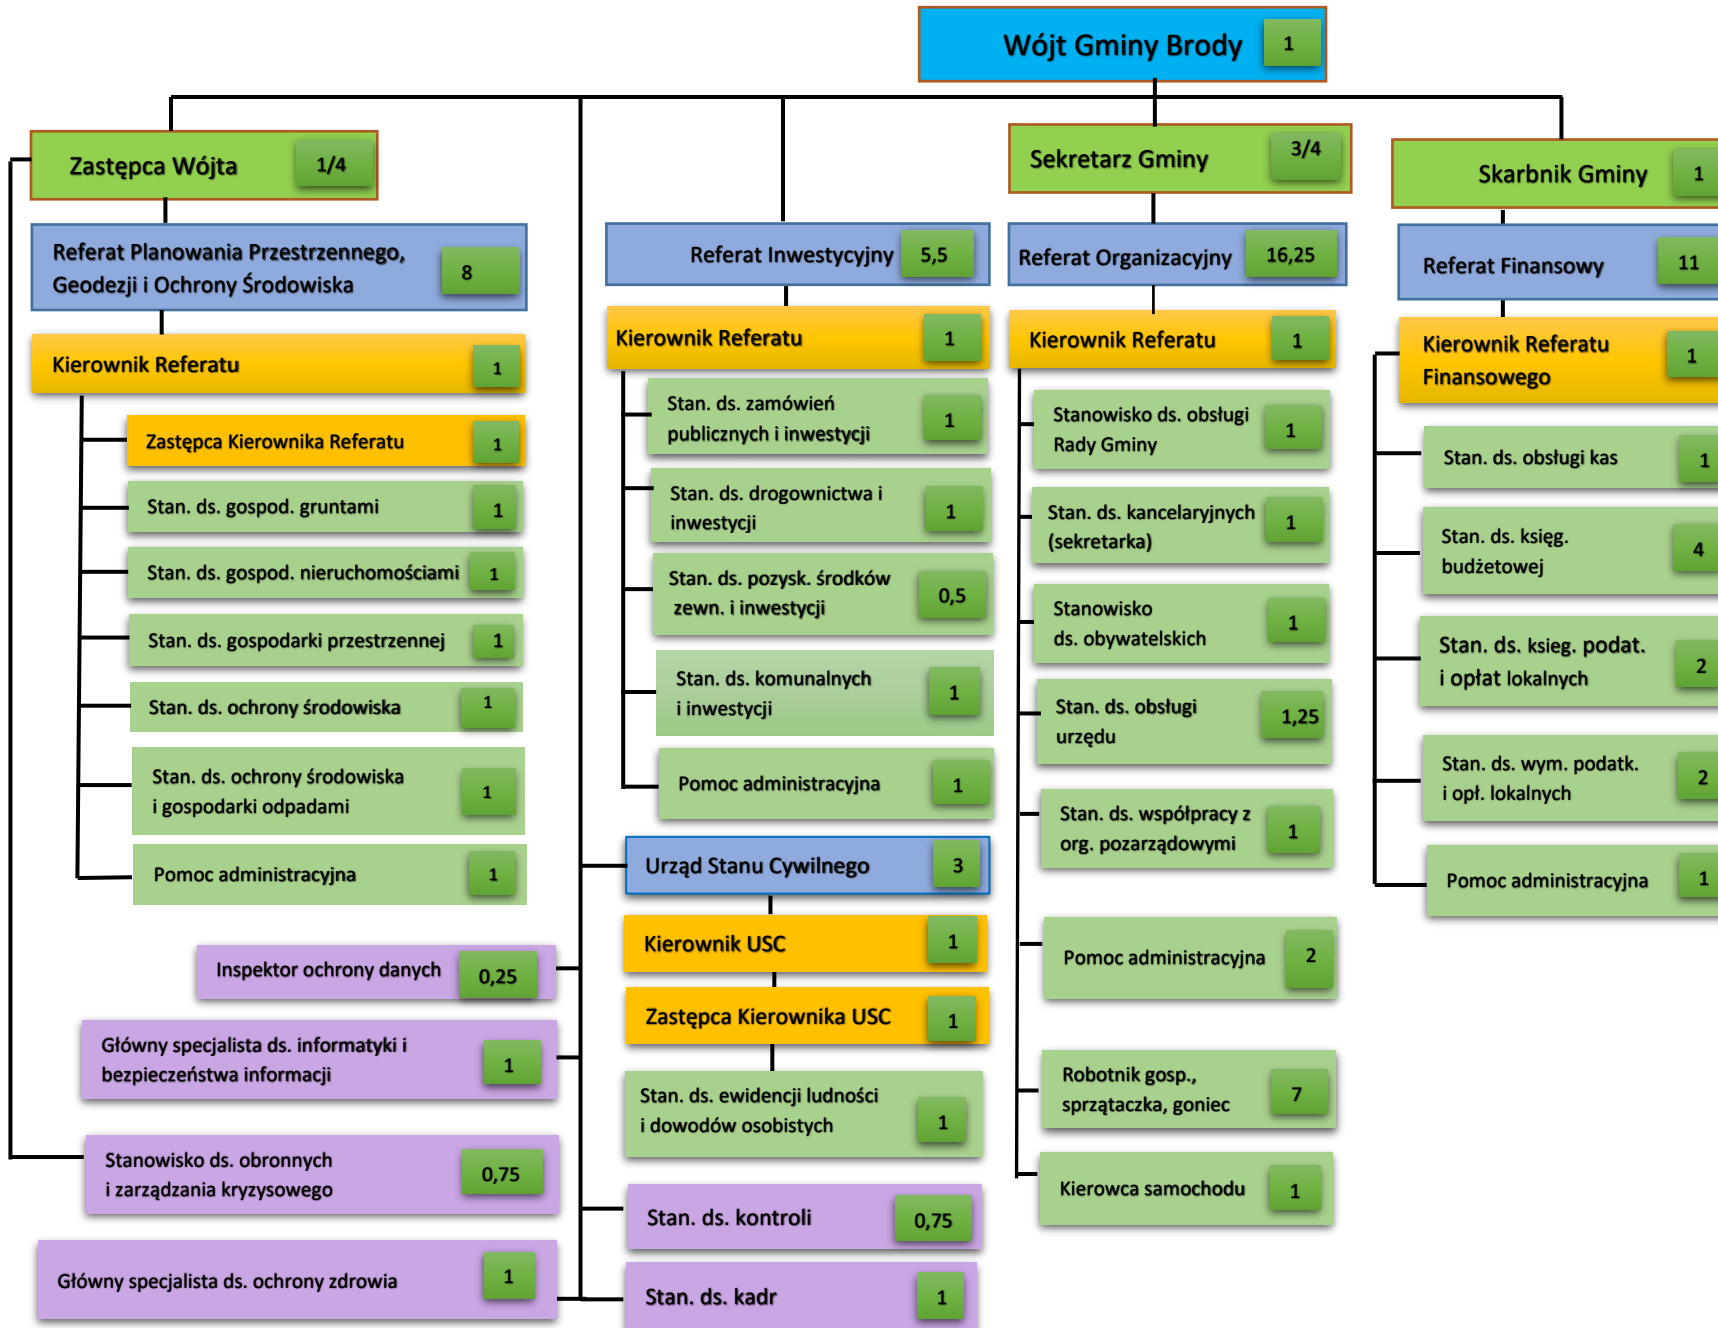 Wójt Gminy Brody 1
Zastępca Wójta 1/4
Sekretarz Gminy 3/4
Skarbnik Gminy 1
Referat Planowania Przestrzennego,
Geodezji i Ochrony Środowiska 8
Kierownik Referatu 1
Zastępca Kierownika Referatu 1
Stan. ds. gospod. gruntami 1
Stan. ds. gospod. nieruchomościami 1
Stan. ds. gospodarki przestrzennej 1
Stan. ds. ochrony środowiska 1
Stan. ds. ochrony środowiska
i gospodarki odpadami 1
Pomoc administracyjna 1
Inspektor ochrony danych 0,25
Główny specjalista ds. informatyki i
bezpieczeństwa informacji 1
Stanowisko ds. obronnych
i zarządzania kryzysowego 0,75
Główny specjalista ds. ochrony zdrowia 1
Referat Inwestycyjny 5,5
Kierownik Referatu 1
Stan. ds. zamówień
publicznych i inwestycji 1
Stan. ds. drogownictwa i
inwestycji 1
Stan. ds. pozysk. środków
zewn. i inwestycji 0,5
Stan. ds. komunalnych
i inwestycji 1
Pomoc administracyjna 1
Urząd Stanu Cywilnego 3
Kierownik USC 1
Zastępca Kierownika USC 1
Stan. ds. ewidencji ludności
i dowodów osobistych 1
Stan. ds. kontroli 0,75
Stan. ds. kadr 1
Referat Organizacyjny 16,25
Kierownik Referatu 1
Stanowisko ds. obsługi
Rady Gminy 1
Stan. ds. kancelaryjnych
(sekretarka) 1
Stanowisko
ds. obywatelskich 1
Stan. ds. obsługi
urzędu 1,25
Stan. ds. współpracy z
org. pozarządowymi 1
Pomoc administracyjna 2
Robotnik gosp.,
sprzątaczka, goniec 7
Kierowca samochodu 1
Referat Finansowy 11
Kierownik Referatu
Finansowego 1
Stan. ds. obsługi kas 1
Stan. ds. księg.
budżetowej 4
Stan. ds. ksieg. podat.
i opłat lokalnych 2
Stan. ds. wym. podatk.
i opł. lokalnych 2
Pomoc administracyjna 1